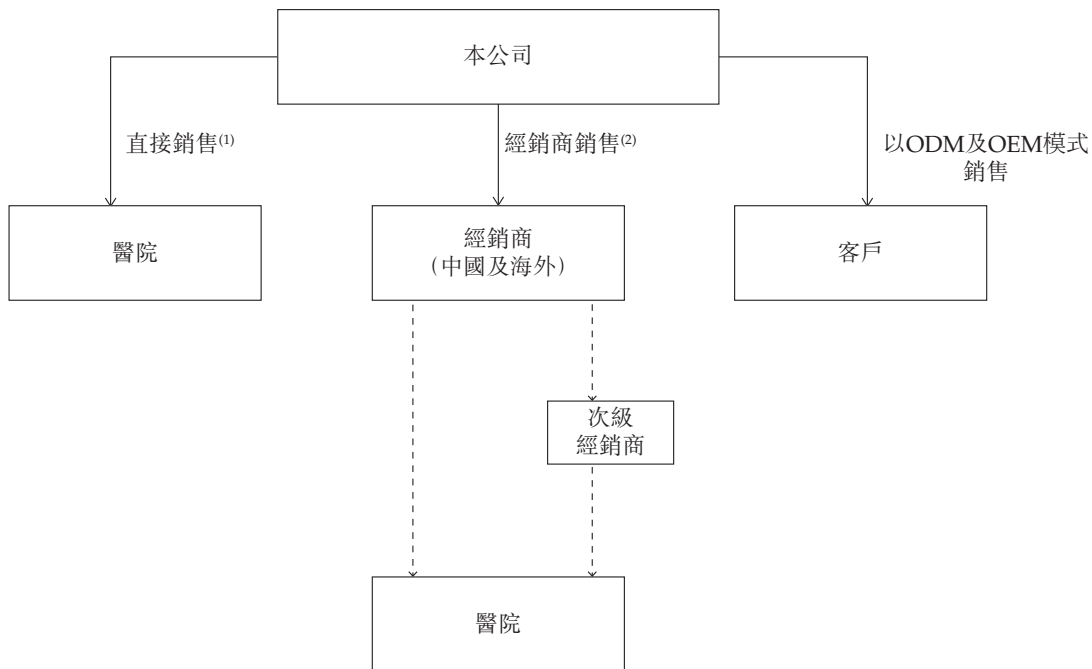 本公司
直接銷售(1)
經銷商銷售(2)
以ODM及OEM模式
銷售
醫院
經銷商
（中國及海外）
客戶
次級
經銷商
醫院